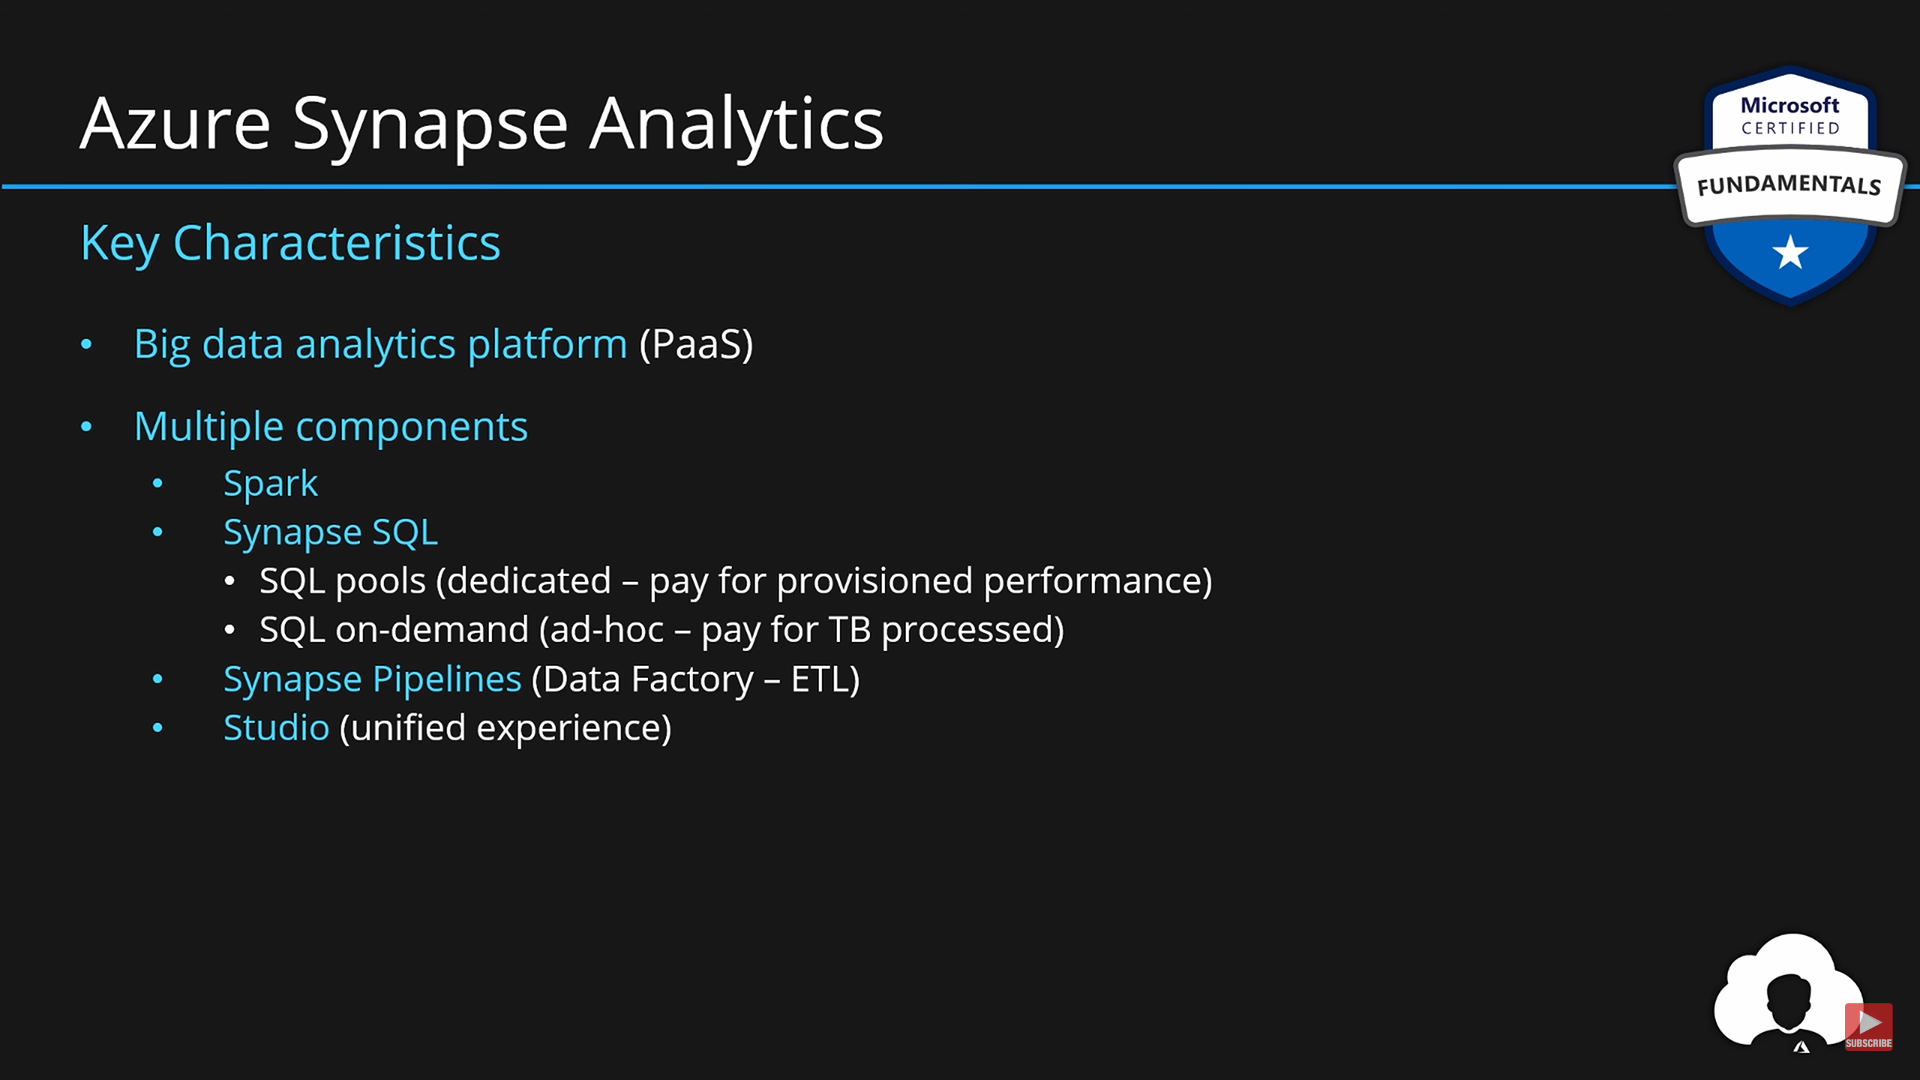 Azure Synapse Analytics
Microsoft
CERTIFIED
FUNDAMENTALS
Key Characteristics
• Big data analytics platform (PaaS)
• Multiple components
• Spark
• Synapse SQL
• SQL pools (dedicated – pay for provisioned performance)
• SQL on-demand (ad-hoc – pay for TB processed)
• Synapse Pipelines (Data Factory – ETL)
• Studio (unified experience)
SUBSCRIBE